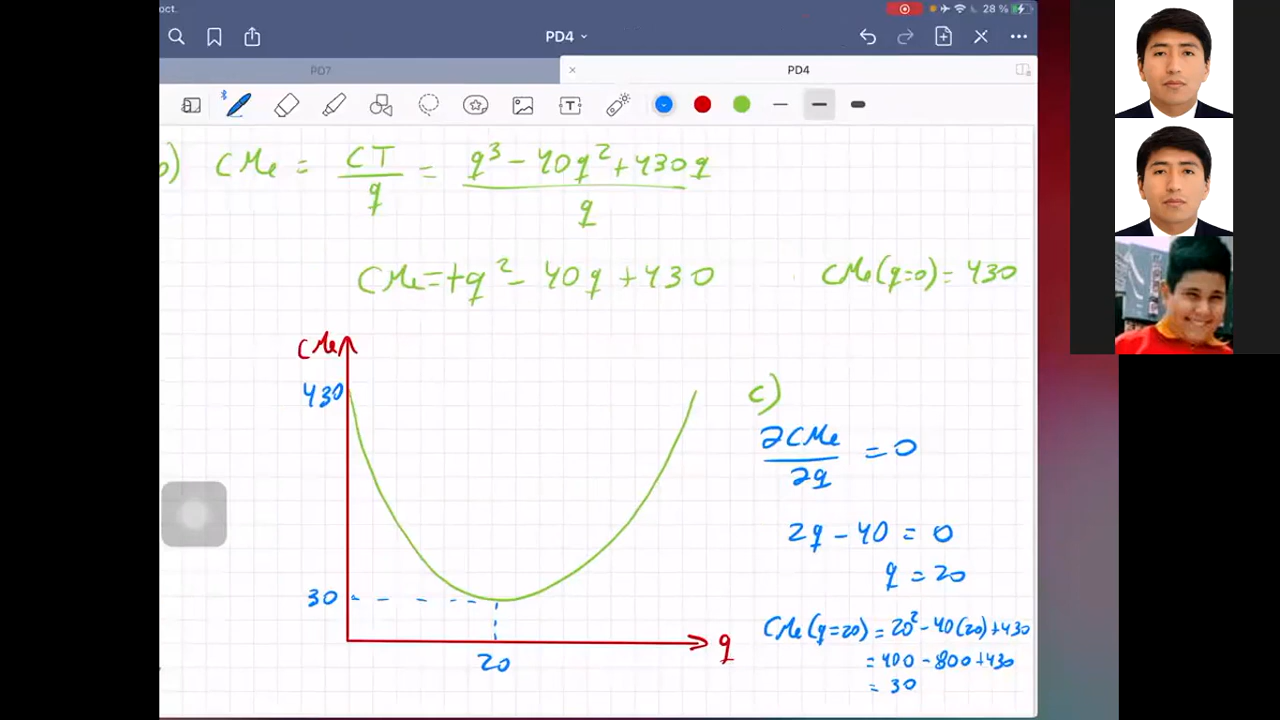 oct.
28 %
PD4
PD7
PD4
b) CMe = CT/q = (q³ - 40q² + 430q)/q
CMe = +q² - 40q + 430
CMe(q=0) = 430
CMe
430
30
20
q
c)
∂CMe/∂q = 0
2q - 40 = 0
q = 20
CMe(q=20) = 20² - 40(20) + 430
= 400 - 800 + 430
= 30